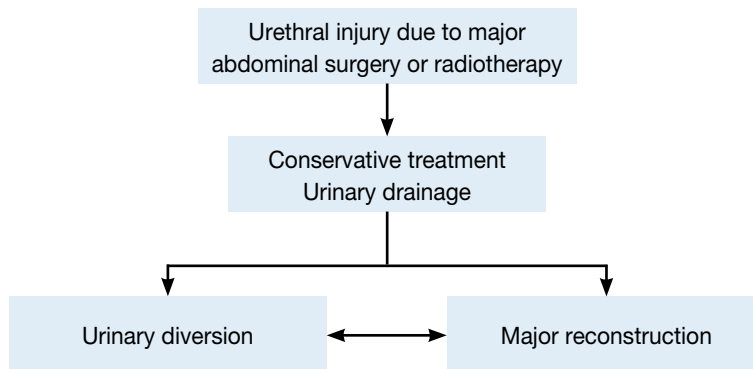 Urethral injury due to major
abdominal surgery or radiotherapy
Conservative treatment
Urinary drainage
Urinary diversion
Major reconstruction